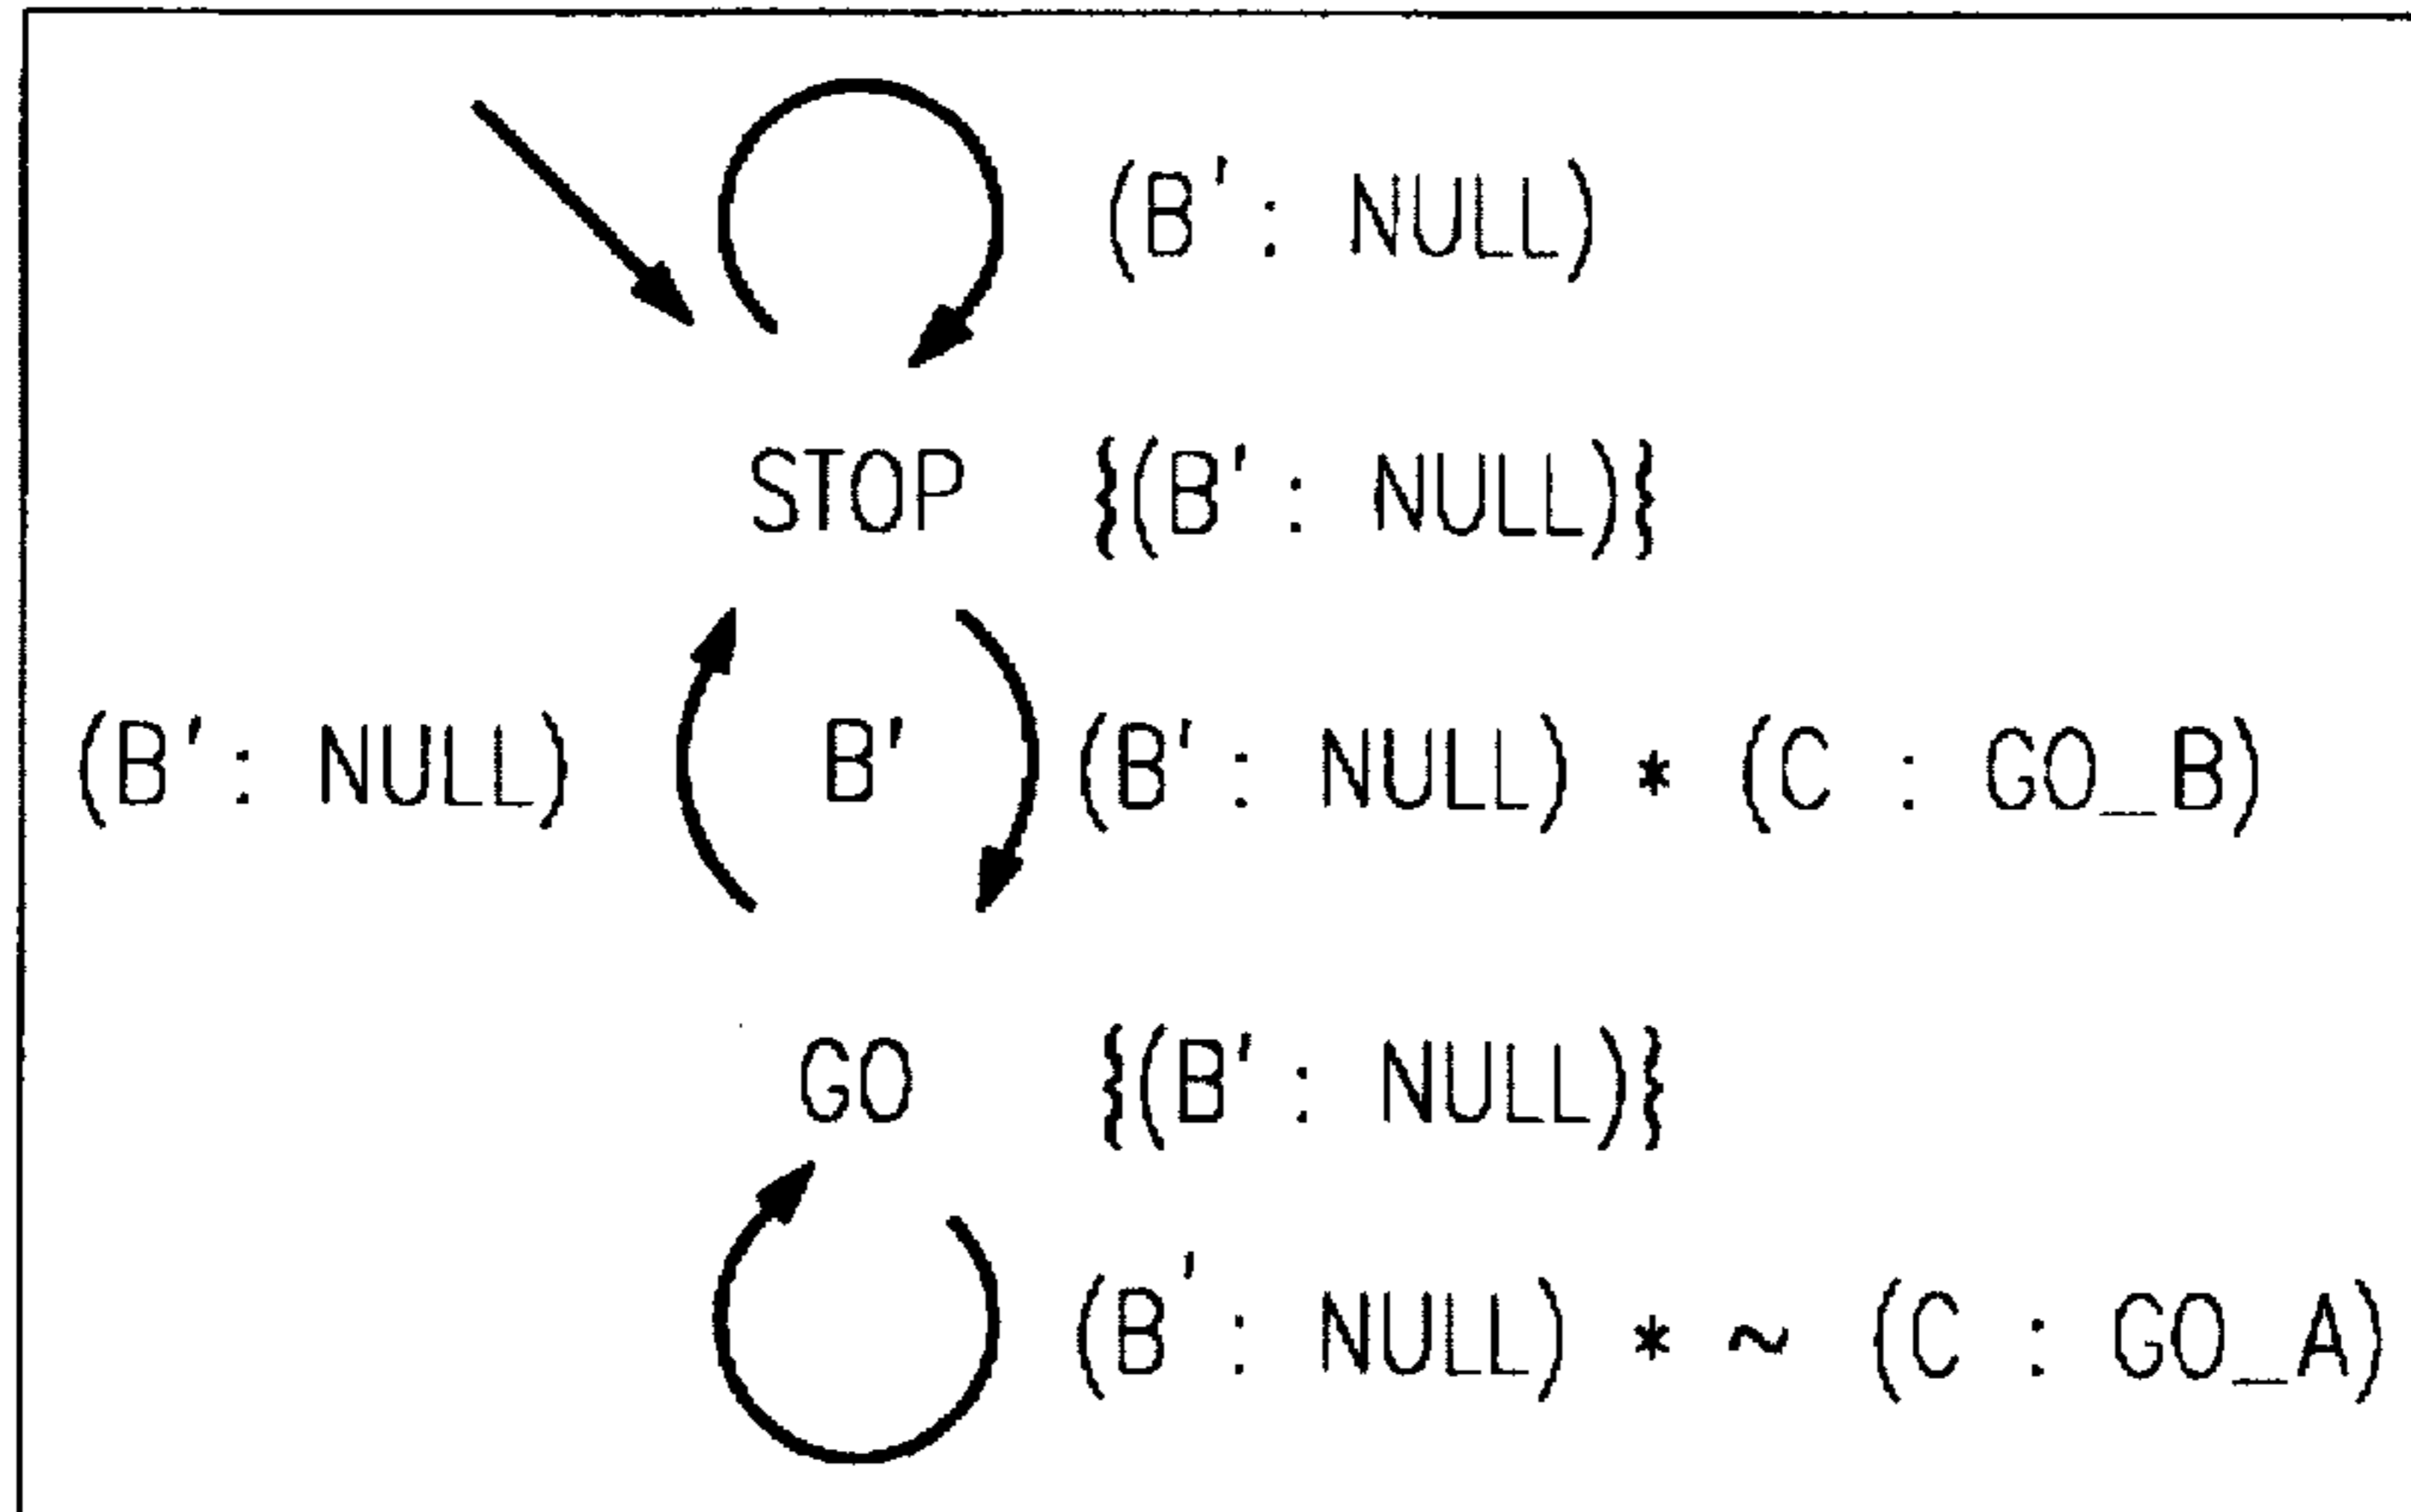 (B': NULL)
STOP {(B': NULL)}
(B': NULL) B' (B': NULL) * (C : GO_B)
GO {(B': NULL)}
(B': NULL) * ~ (C : GO_A)